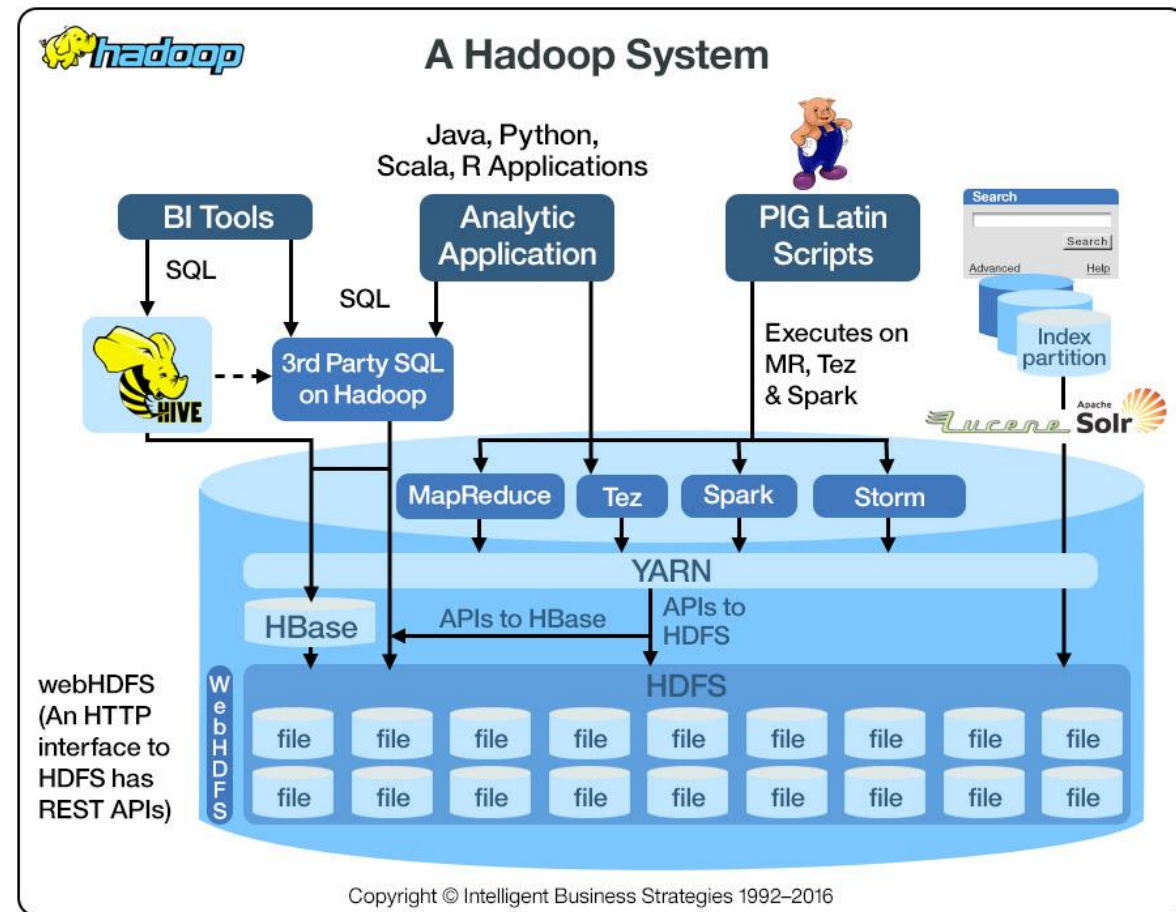 hadoop
A Hadoop System
Java, Python,
Scala, R Applications
BI Tools
Analytic
Application
PIG Latin
Scripts
Search
Search
Advanced
Help
SQL
SQL
Index
partition
3rd Party SQL
on Hadoop
HIVE
Executes on
MR, Tez
& Spark
Lucene
Apache
Solr
MapReduce
Tez
Spark
Storm
YARN
HBase
APIs to HBase
APIs to
HDFS
webHDFS
(An HTTP
interface to
HDFS has
REST APIs)
WebHDFS
HDFS
file file file file file file file file file
file file file file file file file file file
Copyright © Intelligent Business Strategies 1992–2016